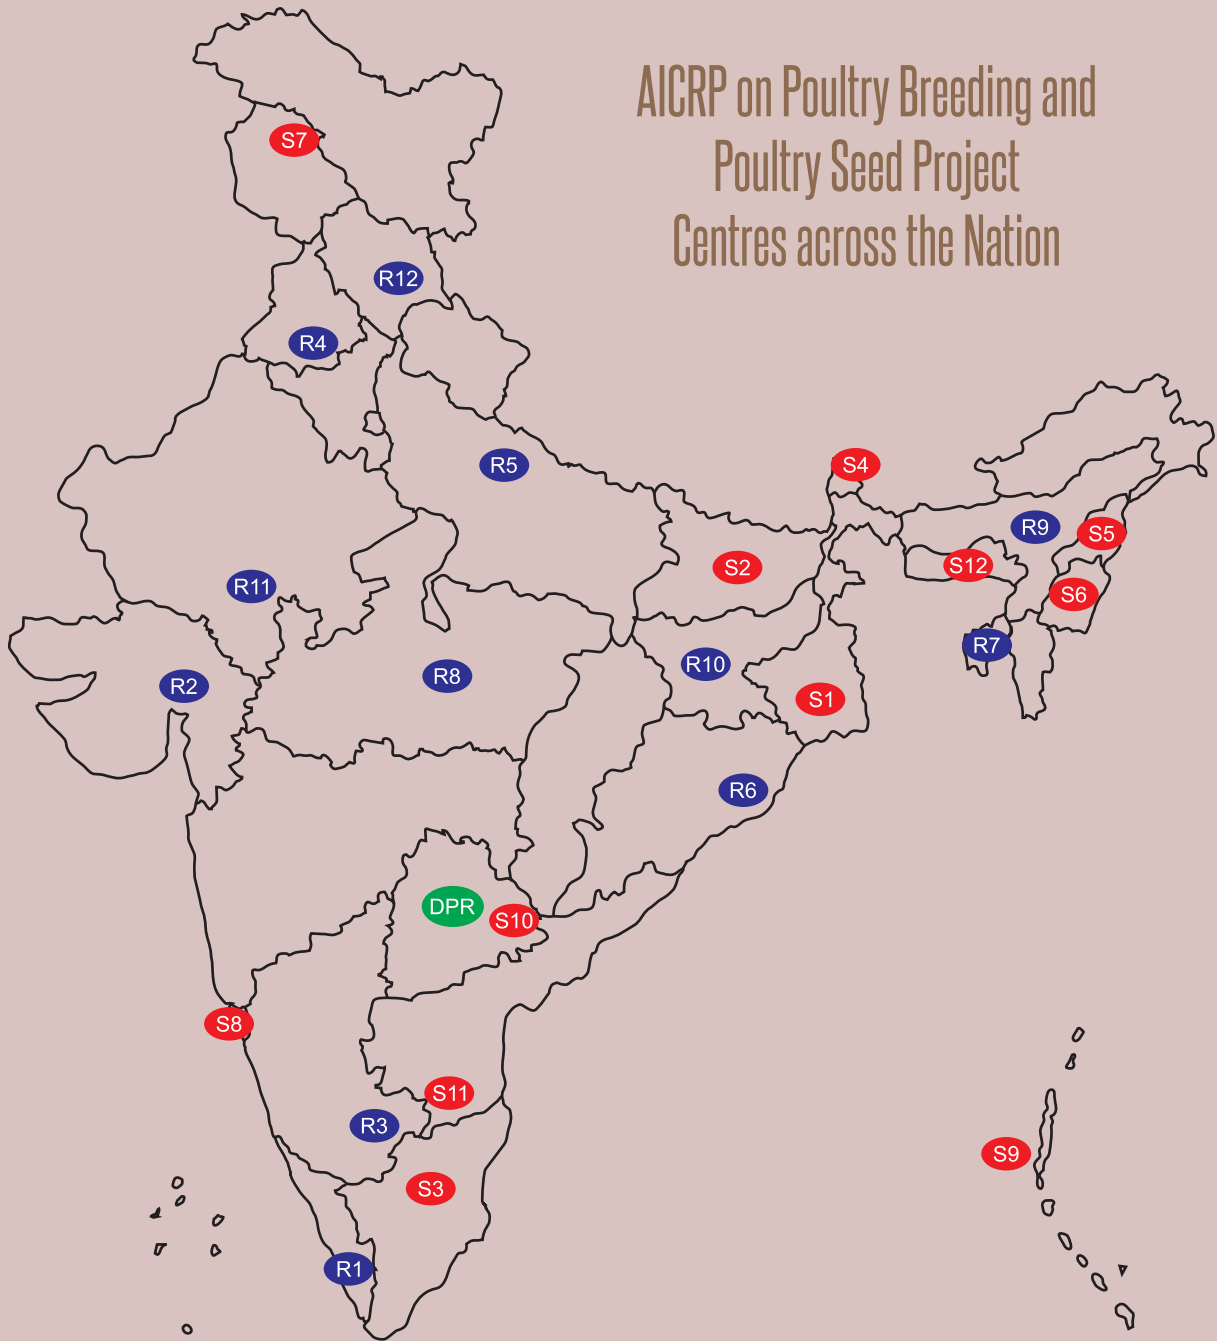 AICRP on Poultry Breeding and
Poultry Seed Project
Centres across the Nation
S7
R12
R4
R5
S4
R9
S5
S2
S12
S6
R11
R7
R10
R8
R2
S1
R6
DPR
S10
S8
S11
R3
S9
S3
R1